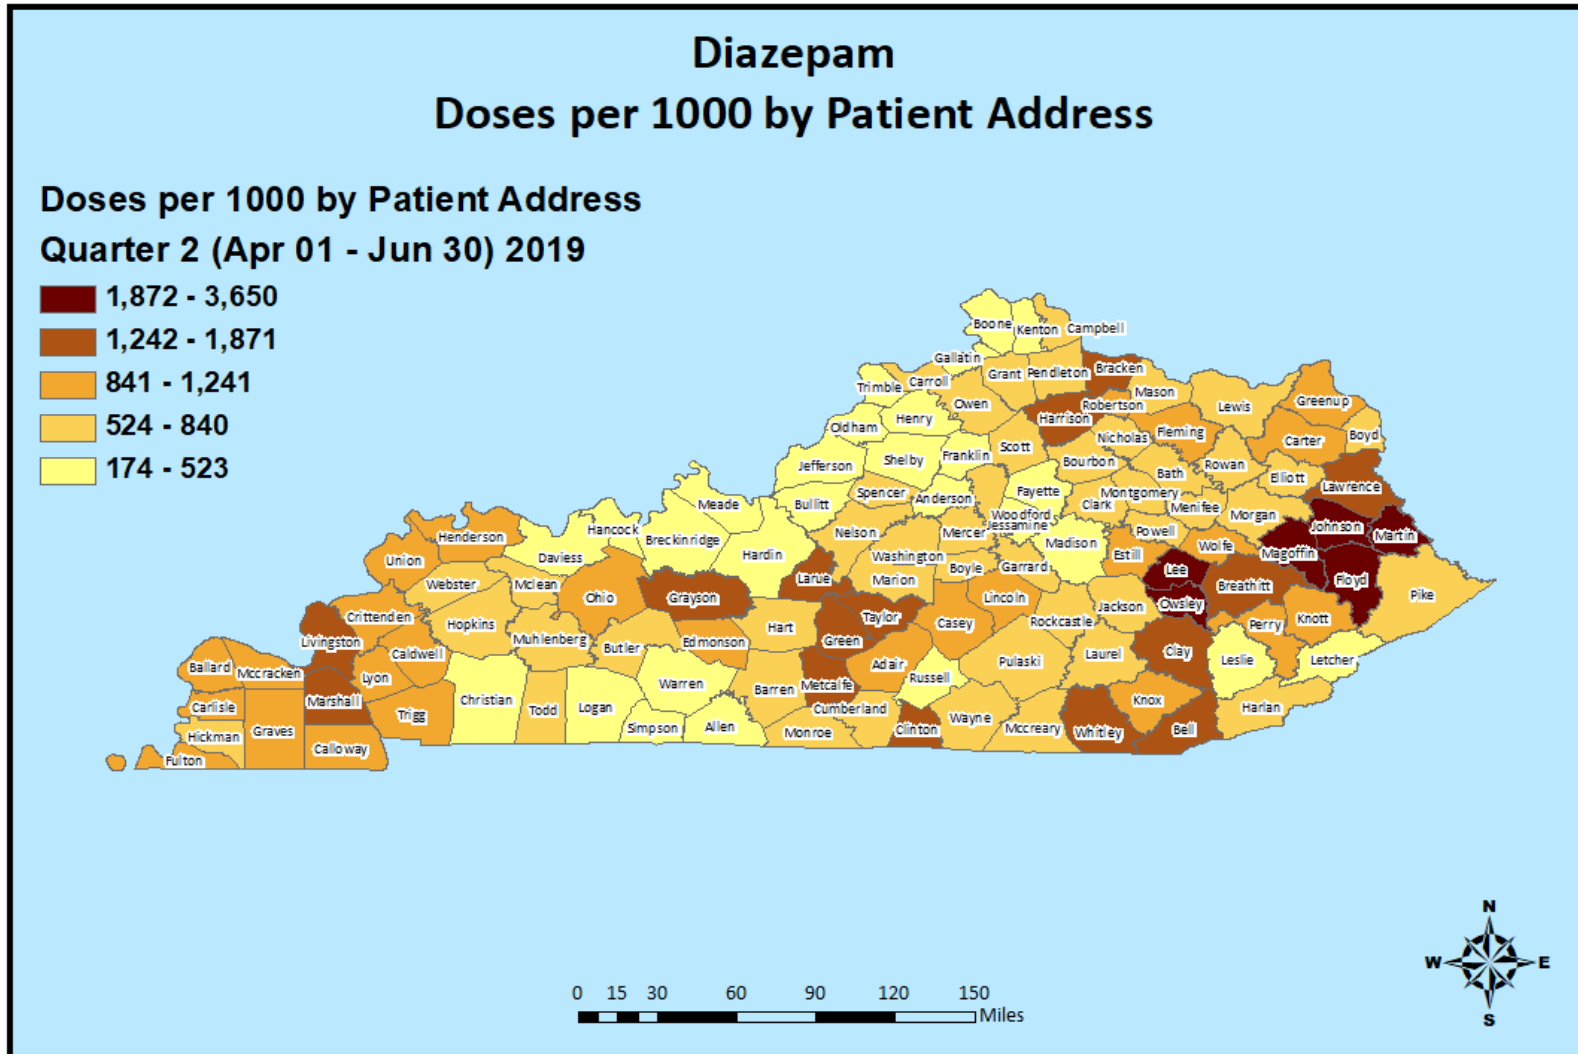 Diazepam
Doses per 1000 by Patient Address
Doses per 1000 by Patient Address
Quarter 2 (Apr 01 - Jun 30) 2019
1,872 - 3,650
1,242 - 1,871
841 - 1,241
524 - 840
174 - 523
Boone
Kenton
Campbell
Gallatin
Grant
Pendleton
Bracken
Trimble
Carroll
Mason
Owen
Robertson
Lewis
Greenup
Oldham
Henry
Harrison
Nicholas
Fleming
Carter
Boyd
Scott
Jefferson
Shelby
Franklin
Bourbon
Bath
Rowan
Elliott
Lawrence
Spencer
Anderson
Fayette
Montgomery
Bullitt
Meade
Woodford
Clark
Menifee
Morgan
Jessamine
Johnson
Martin
Hancock
Breckinridge
Nelson
Mercer
Madison
Powell
Henderson
Daviess
Hardin
Washington
Estill
Wolfe
Magoffin
Union
Boyle
Garrard
Lee
Floyd
Webster
Mclean
Larue
Marion
Breathitt
Pike
Ohio
Grayson
Lincoln
Jackson
Owsley
Crittenden
Hopkins
Hart
Taylor
Casey
Rockcastle
Perry
Knott
Livingston
Muhlenberg
Butler
Edmonson
Green
Caldwell
Adair
Pulaski
Laurel
Clay
Leslie
Letcher
Ballard
Mccracken
Lyon
Warren
Barren
Metcalfe
Russell
Marshall
Christian
Todd
Logan
Cumberland
Knox
Carlisle
Trigg
Harlan
Graves
Simpson
Allen
Monroe
Clinton
Wayne
Mccreary
Whitley
Bell
Hickman
Calloway
Fulton
N
W
E
S
0 15 30 60 90 120 150
Miles